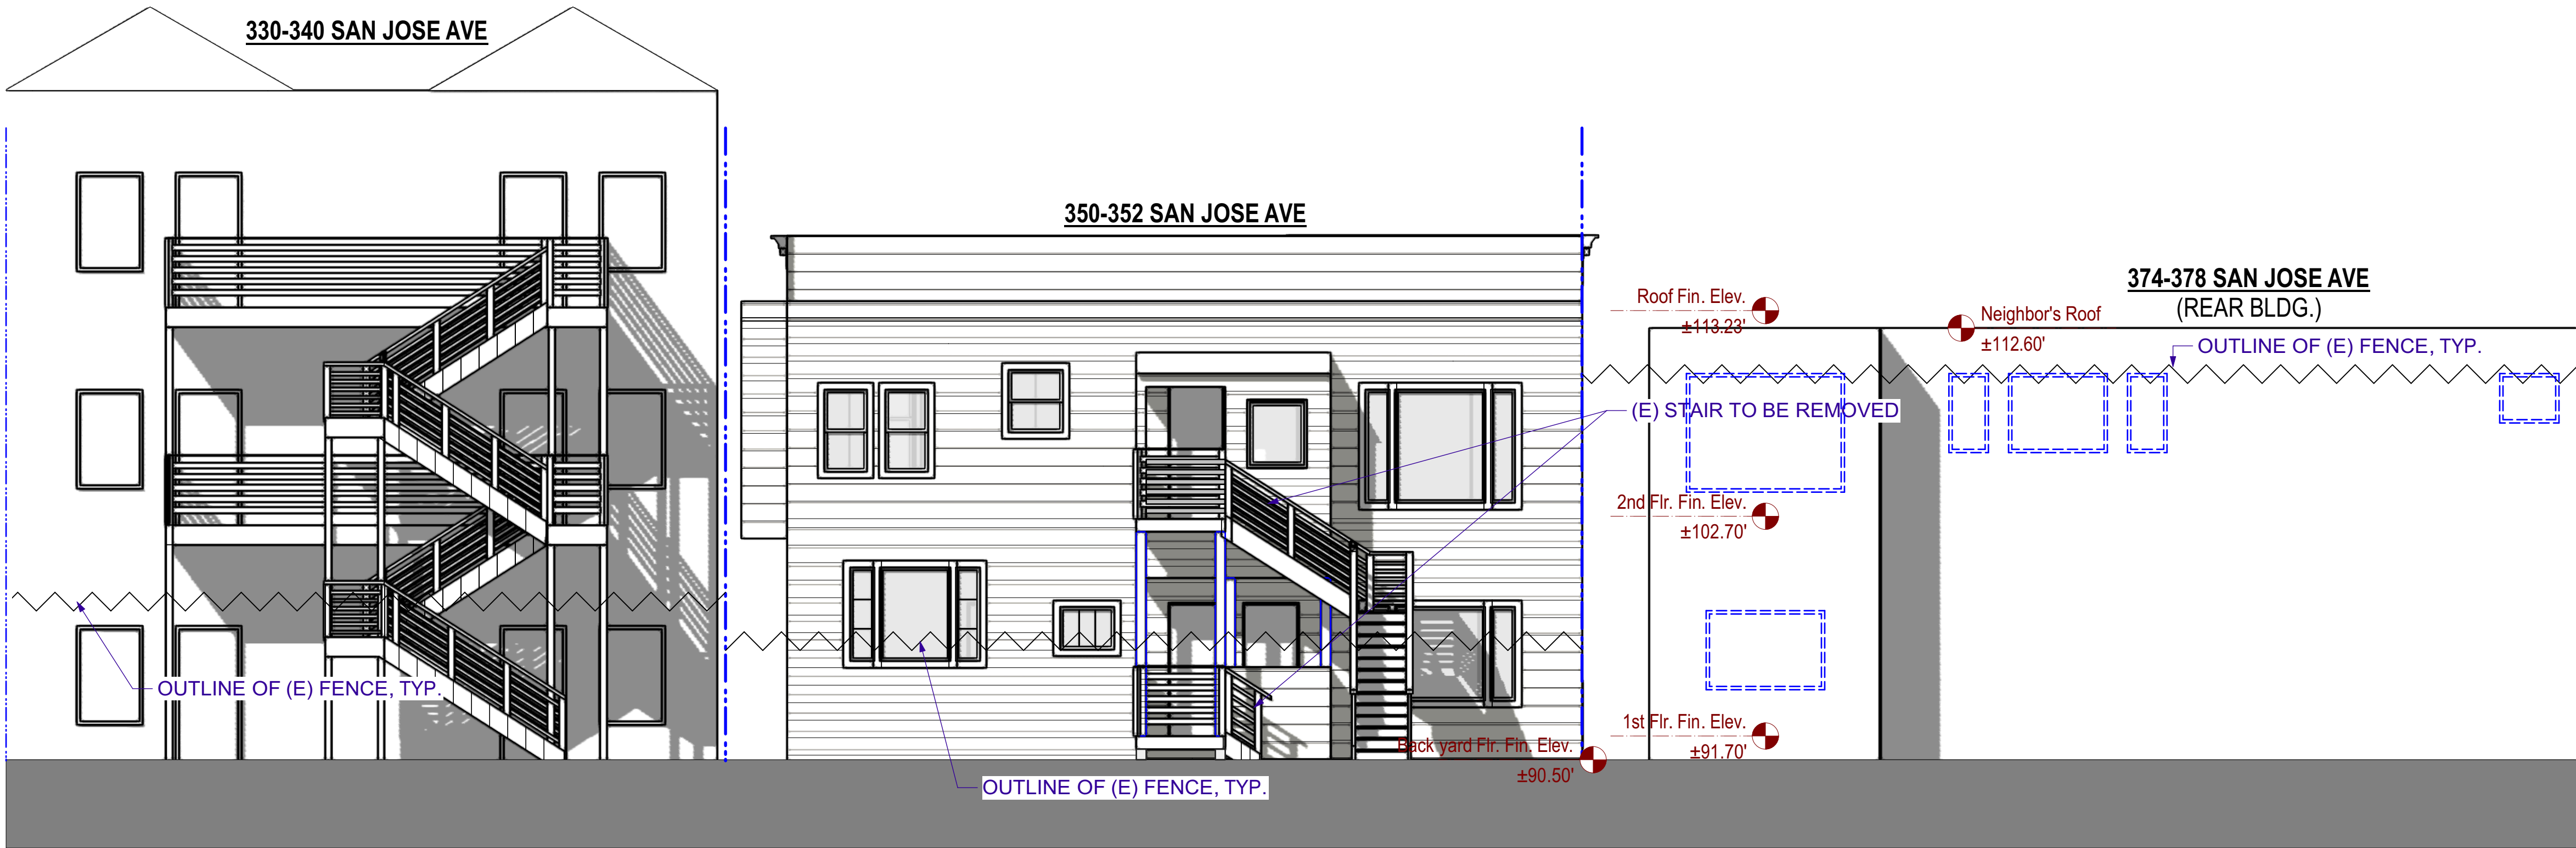 330-340 SAN JOSE AVE
350-352 SAN JOSE AVE
374-378 SAN JOSE AVE
(REAR BLDG.)
Roof Fin. Elev.
±113.23'
Neighbor's Roof
±112.60'
OUTLINE OF (E) FENCE, TYP.
(E) STAIR TO BE REMOVED
2nd Flr. Fin. Elev.
±102.70'
OUTLINE OF (E) FENCE, TYP.
1st Flr. Fin. Elev.
±91.70'
Back yard Flr. Fin. Elev.
±90.50'
OUTLINE OF (E) FENCE, TYP.